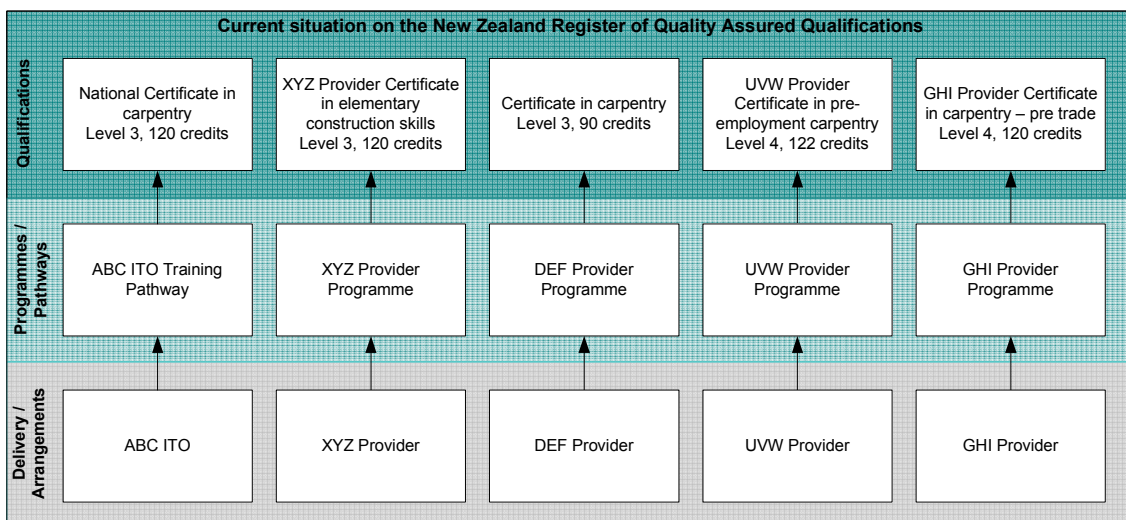 Current situation on the New Zealand Register of Quality Assured Qualifications
Qualifications
National Certificate in
carpentry
Level 3, 120 credits
XYZ Provider Certificate
in elementary
construction skills
Level 3, 120 credits
Certificate in carpentry
Level 3, 90 credits
UVW Provider
Certificate in pre-
employment carpentry
Level 4, 122 credits
GHI Provider Certificate
in carpentry – pre trade
Level 4, 120 credits
Programmes /
Pathways
ABC ITO Training
Pathway
XYZ Provider
Programme
DEF Provider
Programme
UVW Provider
Programme
GHI Provider
Programme
Delivery /
Arrangements
ABC ITO
XYZ Provider
DEF Provider
UVW Provider
GHI Provider